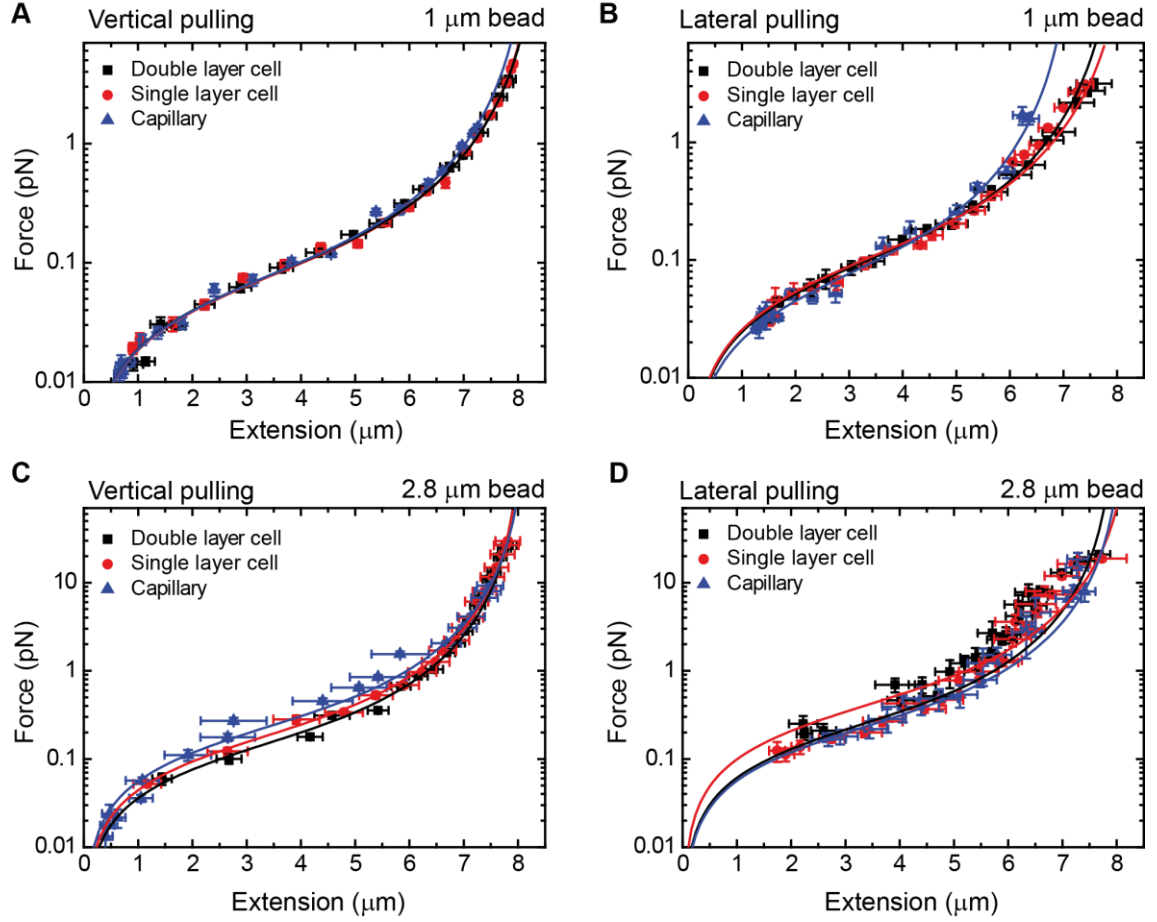 A
Vertical pulling
1 μm bead
Double layer cell
Single layer cell
Capillary
1
0.1
0.01
Force (pN)
0 1 2 3 4 5 6 7 8
Extension (μm)
B
Lateral pulling
1 μm bead
Double layer cell
Single layer cell
Capillary
1
0.1
0.01
Force (pN)
0 1 2 3 4 5 6 7 8
Extension (μm)
C
Vertical pulling
2.8 μm bead
Double layer cell
Single layer cell
Capillary
10
1
0.1
0.01
Force (pN)
0 1 2 3 4 5 6 7 8
Extension (μm)
D
Lateral pulling
2.8 μm bead
Double layer cell
Single layer cell
Capillary
10
1
0.1
0.01
Force (pN)
0 1 2 3 4 5 6 7 8
Extension (μm)